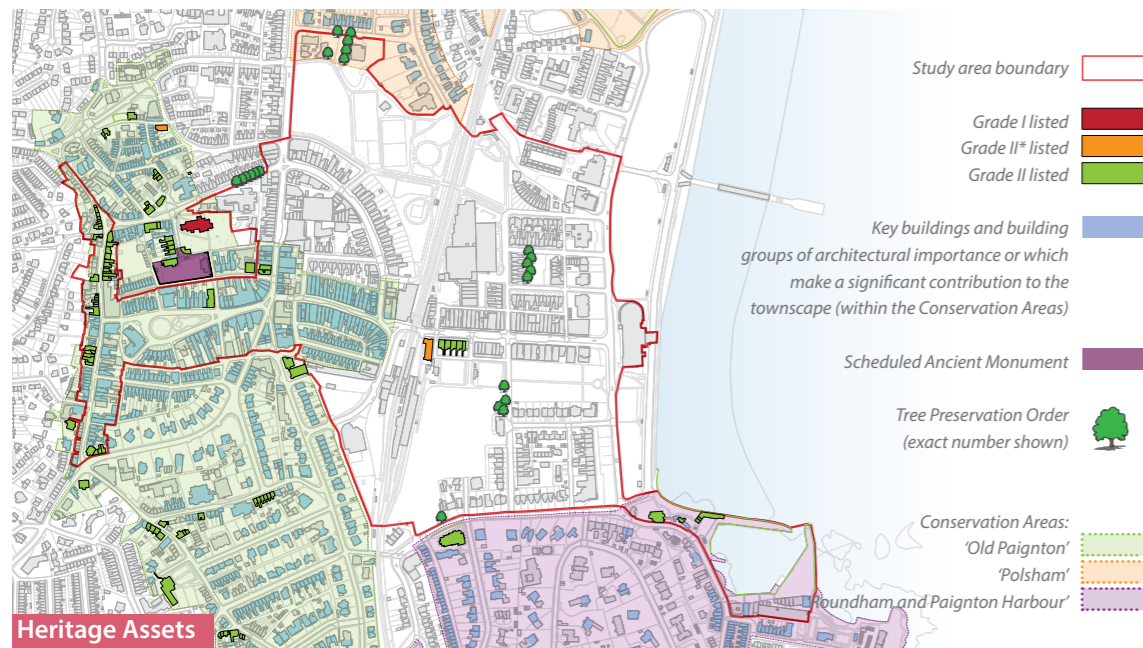 Study area boundary
Grade I listed
Grade II* listed
Grade II listed
Key buildings and building
groups of architectural importance or which
make a significant contribution to the
townscape (within the Conservation Areas)
Scheduled Ancient Monument
Tree Preservation Order
(exact number shown)
Conservation Areas:
'Old Paignton'
'Polsham'
'Roundham and Paignton Harbour'
Heritage Assets